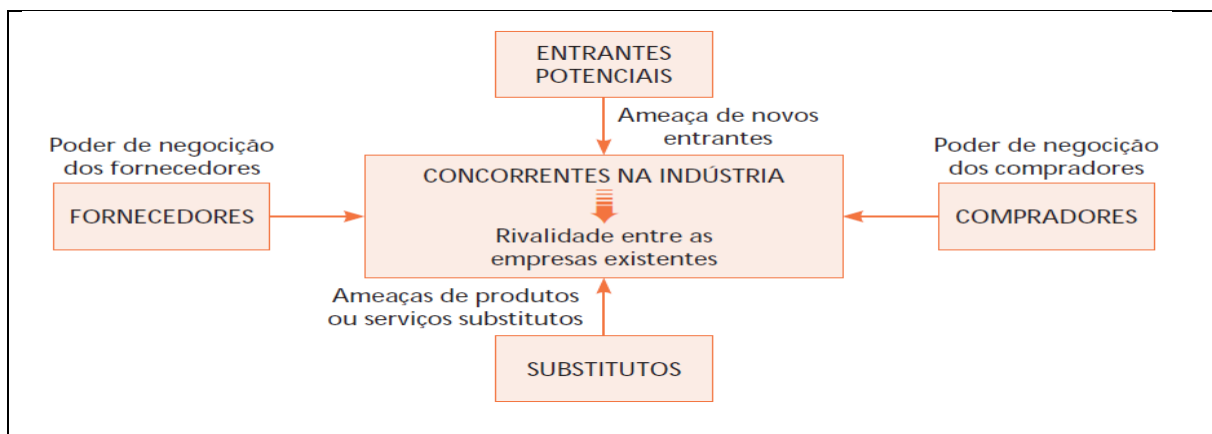 ENTRANTES
POTENCIAIS
Ameaça de novos
entrantes
Poder de negocição
dos fornecedores
FORNECEDORES
CONCORRENTES NA INDÚSTRIA
Rivalidade entre as
empresas existentes
Poder de negocição
dos compradores
COMPRADORES
Ameaças de produtos
ou serviços substitutos
SUBSTITUTOS